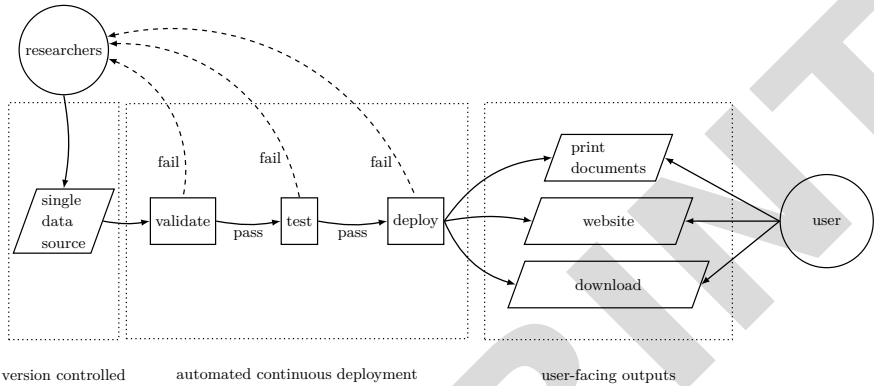 researchers
fail
fail
fail
single
data
source
validate
pass
test
pass
deploy
print
documents
website
download
user
version controlled
automated continuous deployment
user-facing outputs
PRINT